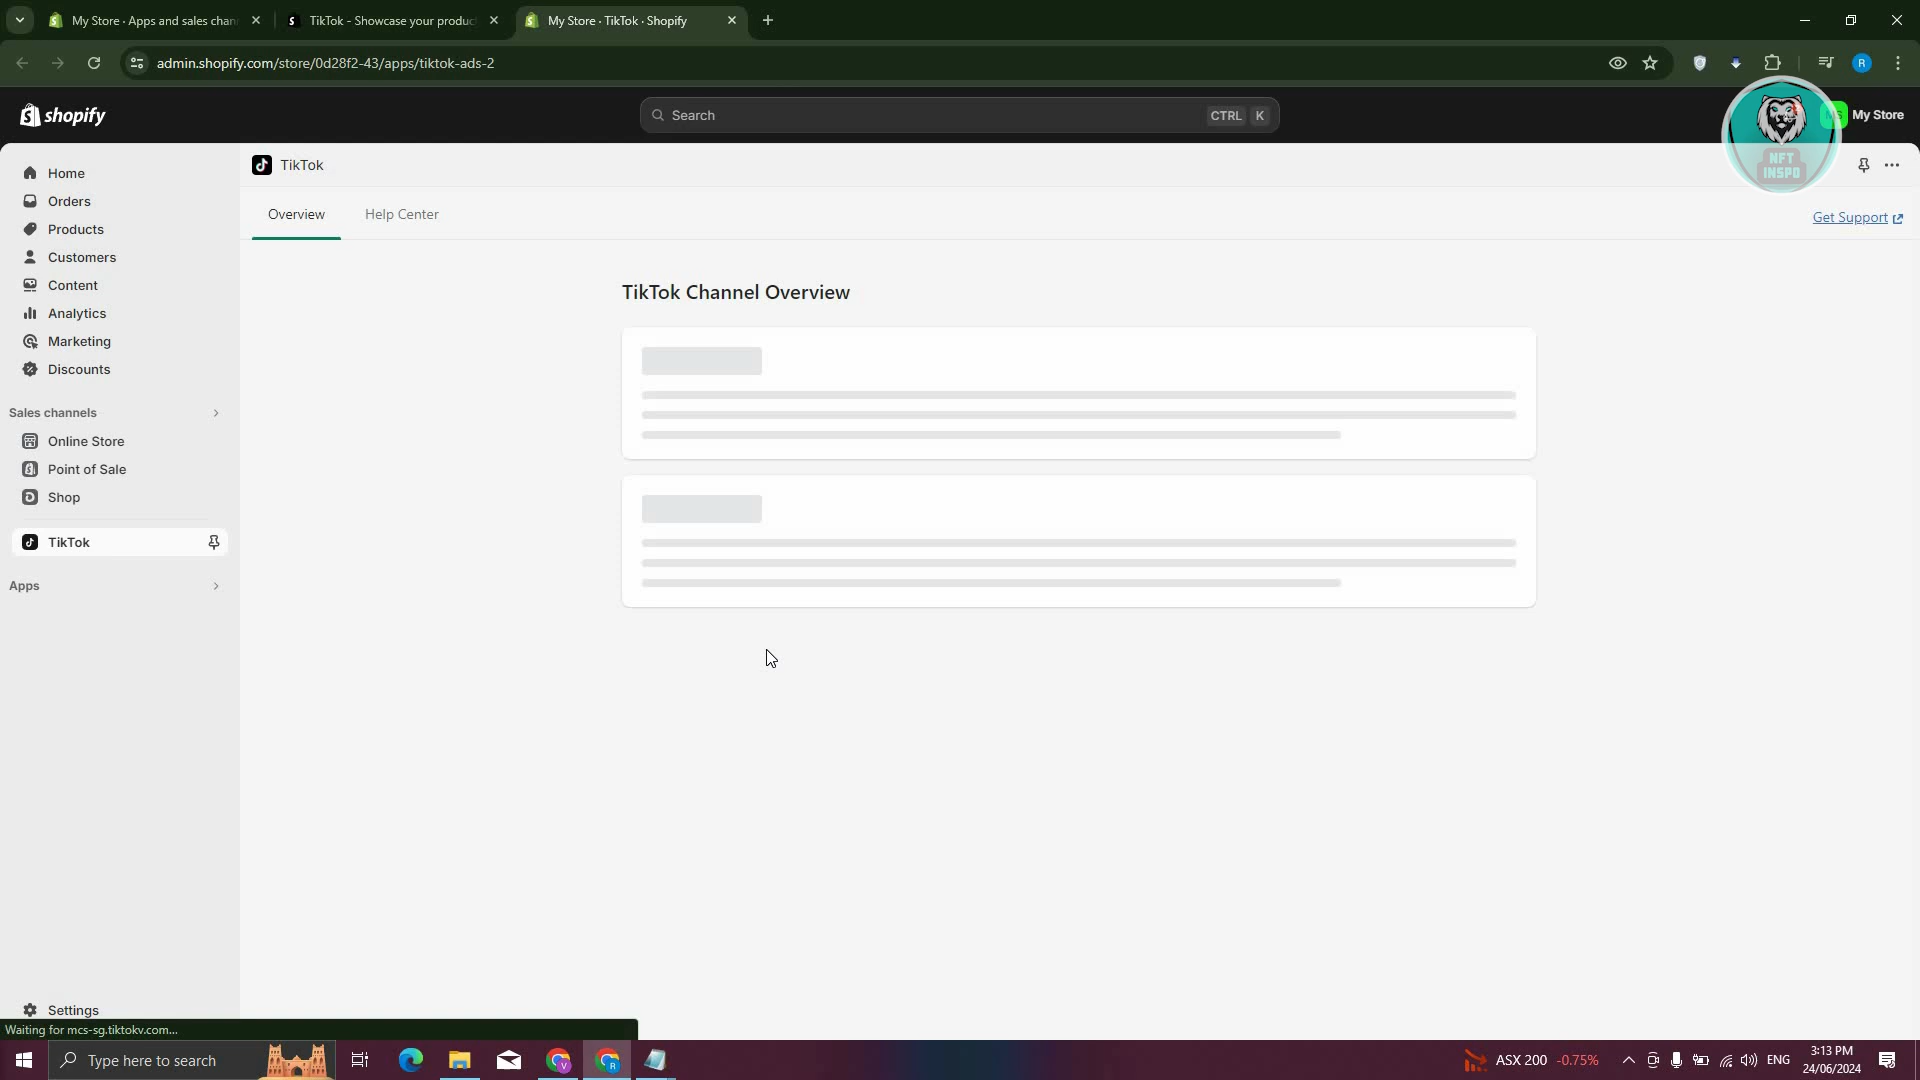 My Store · Apps and sales chan
TikTok - Showcase your produc
My Store · TikTok · Shopify
admin.shopify.com/store/0d28f2-43/apps/tiktok-ads-2
R
shopify
Search
CTRL K
My Store
NFT
INSPO
Home
Orders
Products
Customers
Content
Analytics
Marketing
Discounts
Sales channels
Online Store
Point of Sale
Shop
TikTok
Apps
Settings
TikTok
Overview
Help Center
Get Support
TikTok Channel Overview
Waiting for mcs-sg.tiktokv.com...
Type here to search
V
R
ASX 200 -0.75%
ENG
3:13 PM
24/06/2024